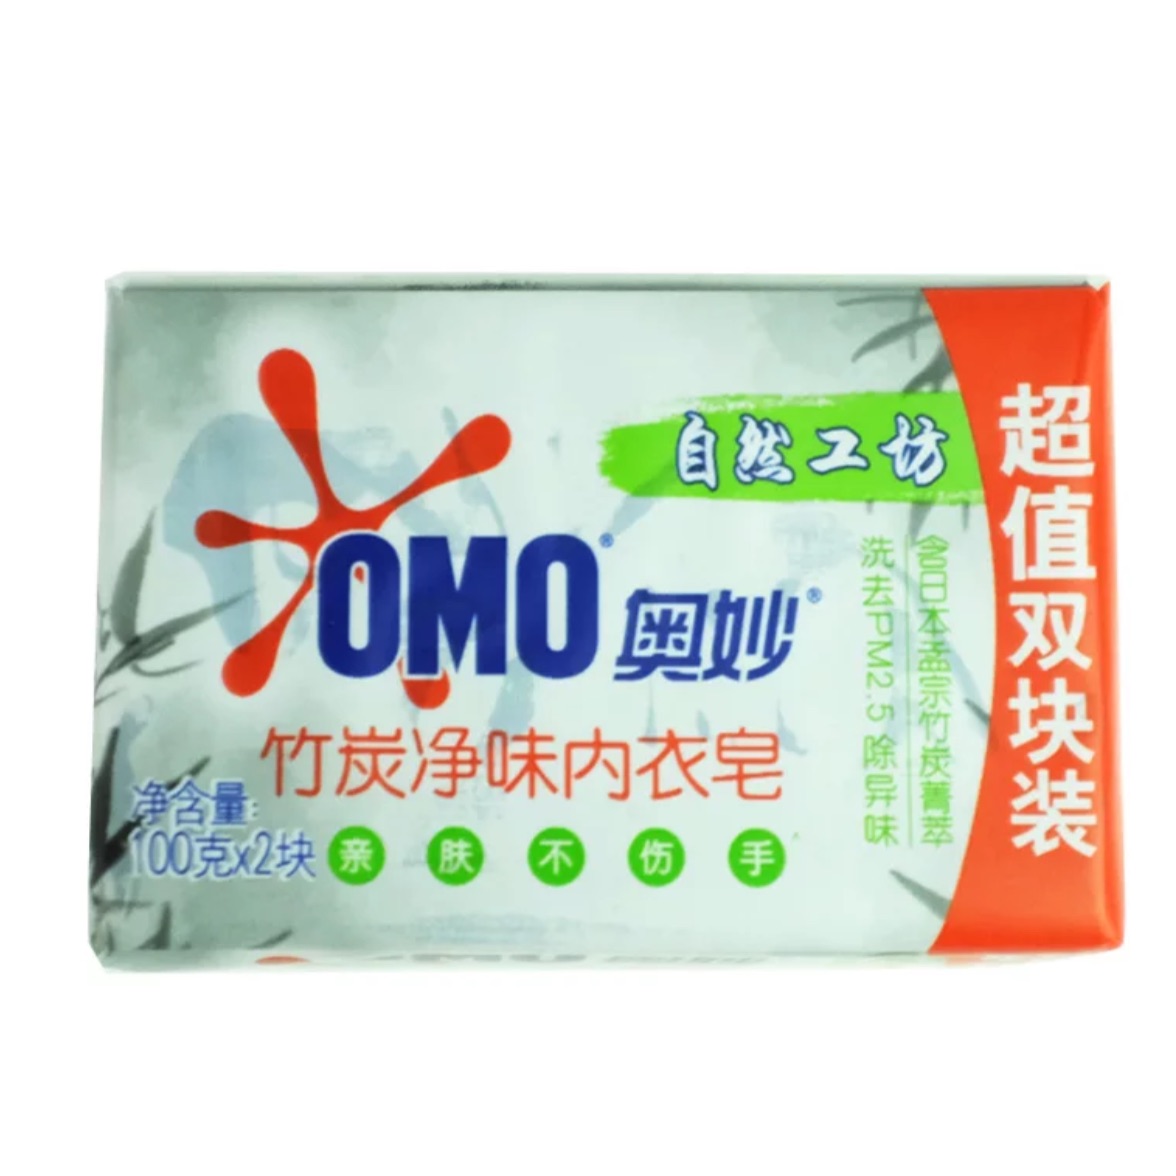 自然工坊
OMO® 奥妙®
竹炭净味内衣皂
净含量:
100克x2块
亲肤不伤手
含日本孟宗竹炭菁萃
洗去PM2.5 除异味
超值双块装